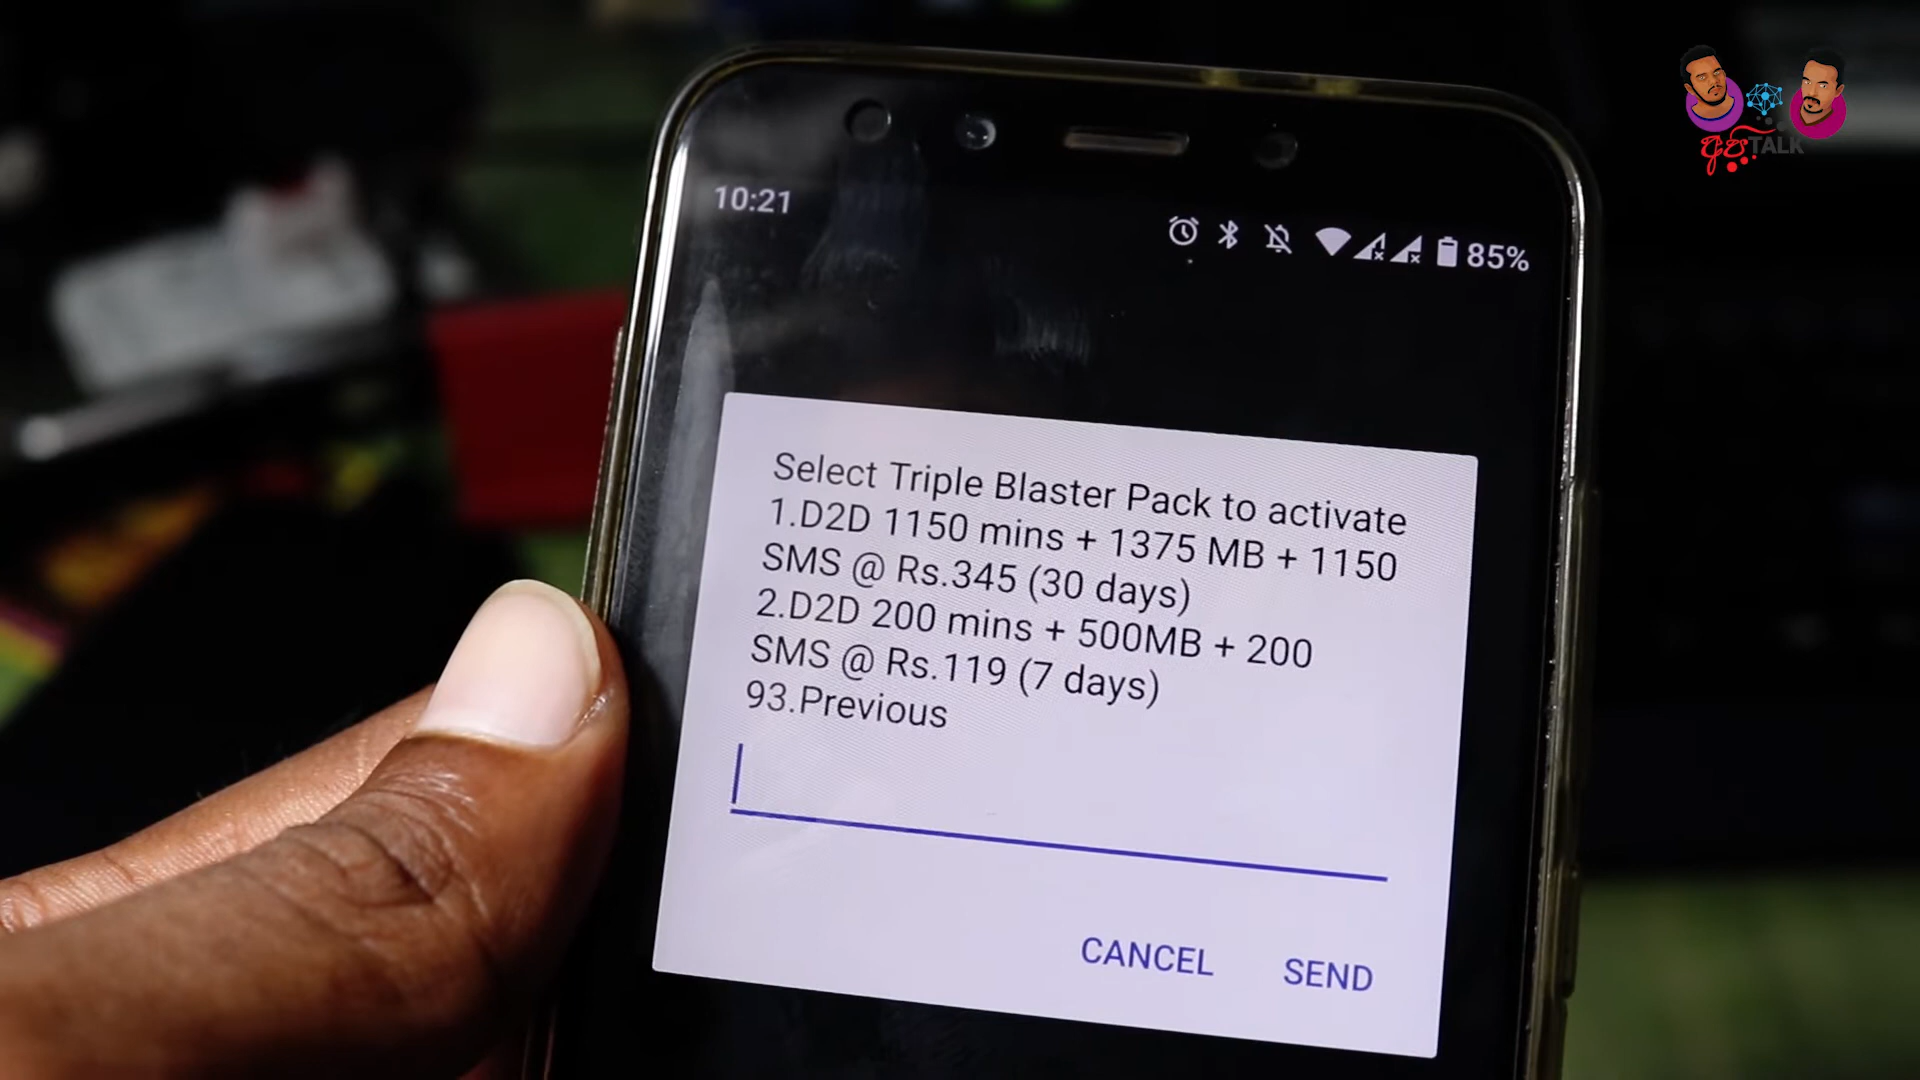 10:21
85%
Select Triple Blaster Pack to activate
1.D2D 1150 mins + 1375 MB + 1150
SMS @ Rs.345 (30 days)
2.D2D 200 mins + 500MB + 200
SMS @ Rs.119 (7 days)
93.Previous
CANCEL SEND
TALK